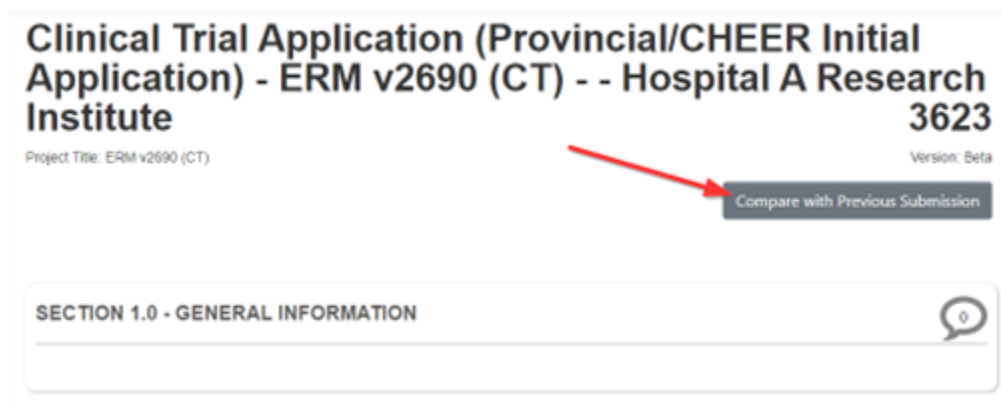 Clinical Trial Application (Provincial/CHEER Initial
Application) - ERM v2690 (CT) - - Hospital A Research
Institute 3623
Project Title: ERM v2690 (CT) Version: Beta
Compare with Previous Submission
SECTION 1.0 - GENERAL INFORMATION 0